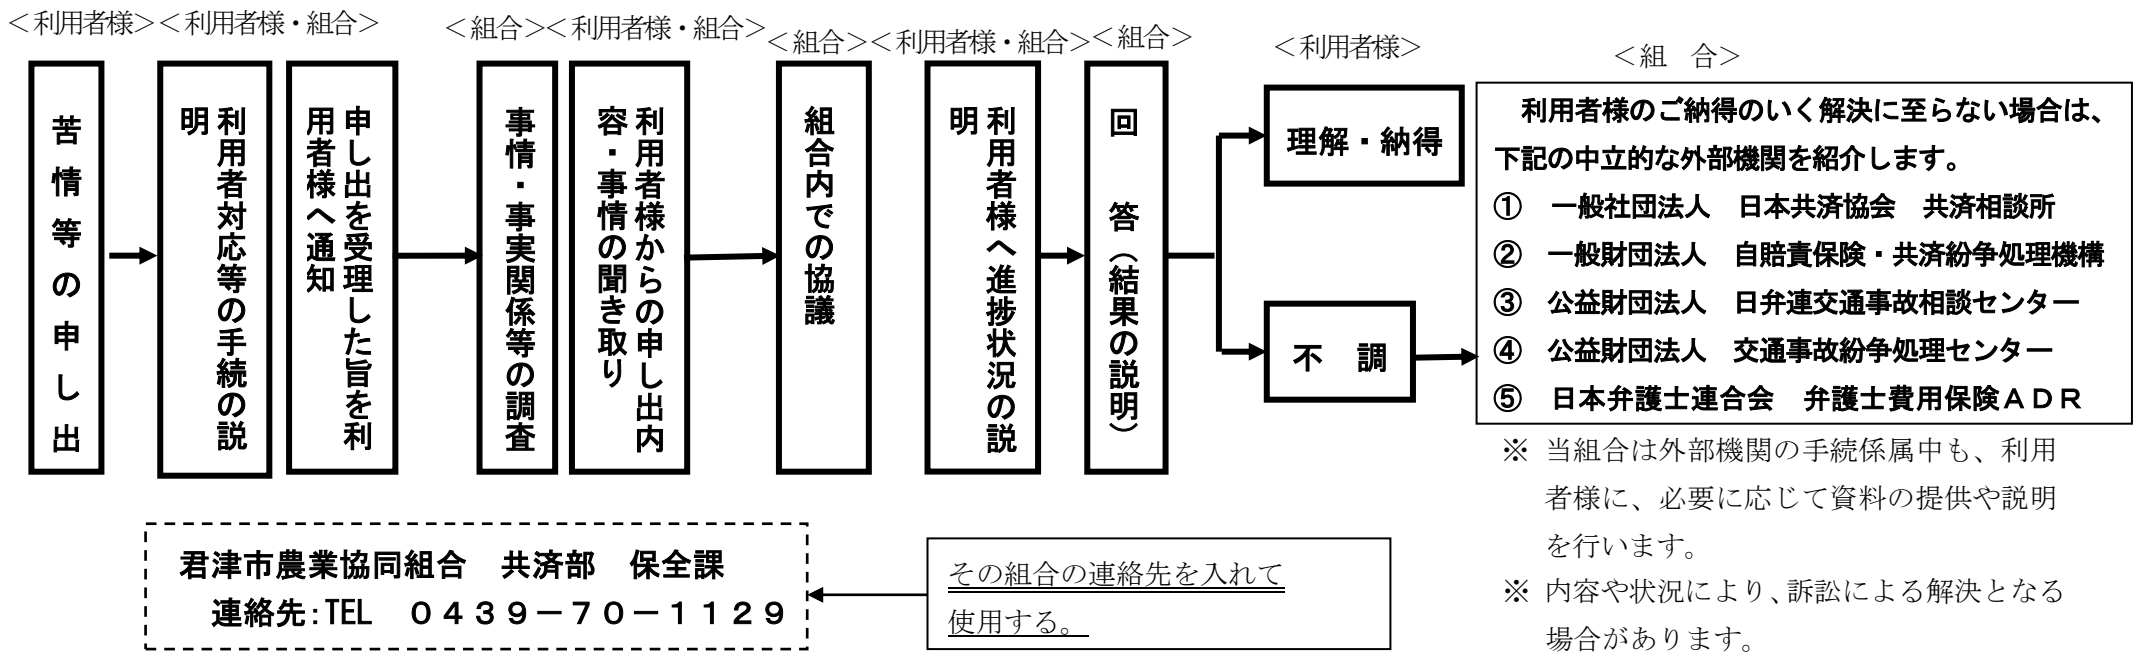 ＜利用者様＞
＜利用者様・組合＞
＜組合＞
＜利用者様・組合＞
＜組合＞
＜利用者様・組合＞
＜組合＞
＜利用者様＞
＜組　合＞
苦情等の申し出
利用者対応等の手続の説
明
申し出を受理した旨を利
用者様へ通知
事情・事実関係等の調査
利用者様からの申し出内
容・事情の聞き取り
組合内での協議
利用者様へ進捗状況の説
明
回　答（結果の説明）
理解・納得
不　調
利用者様のご納得のいく解決に至らない場合は、
下記の中立的な外部機関を紹介します。
①　一般社団法人　日本共済協会　共済相談所
②　一般財団法人　自賠責保険・共済紛争処理機構
③　公益財団法人　日弁連交通事故相談センター
④　公益財団法人　交通事故紛争処理センター
⑤　日本弁護士連合会　弁護士費用保険ＡＤＲ
※ 当組合は外部機関の手続係属中も、利用
者様に、必要に応じて資料の提供や説明
を行います。
※ 内容や状況により、訴訟による解決となる
場合があります。
君津市農業協同組合　共済部　保全課
連絡先：TEL　０４３９－７０－１１２９
その組合の連絡先を入れて
使用する。